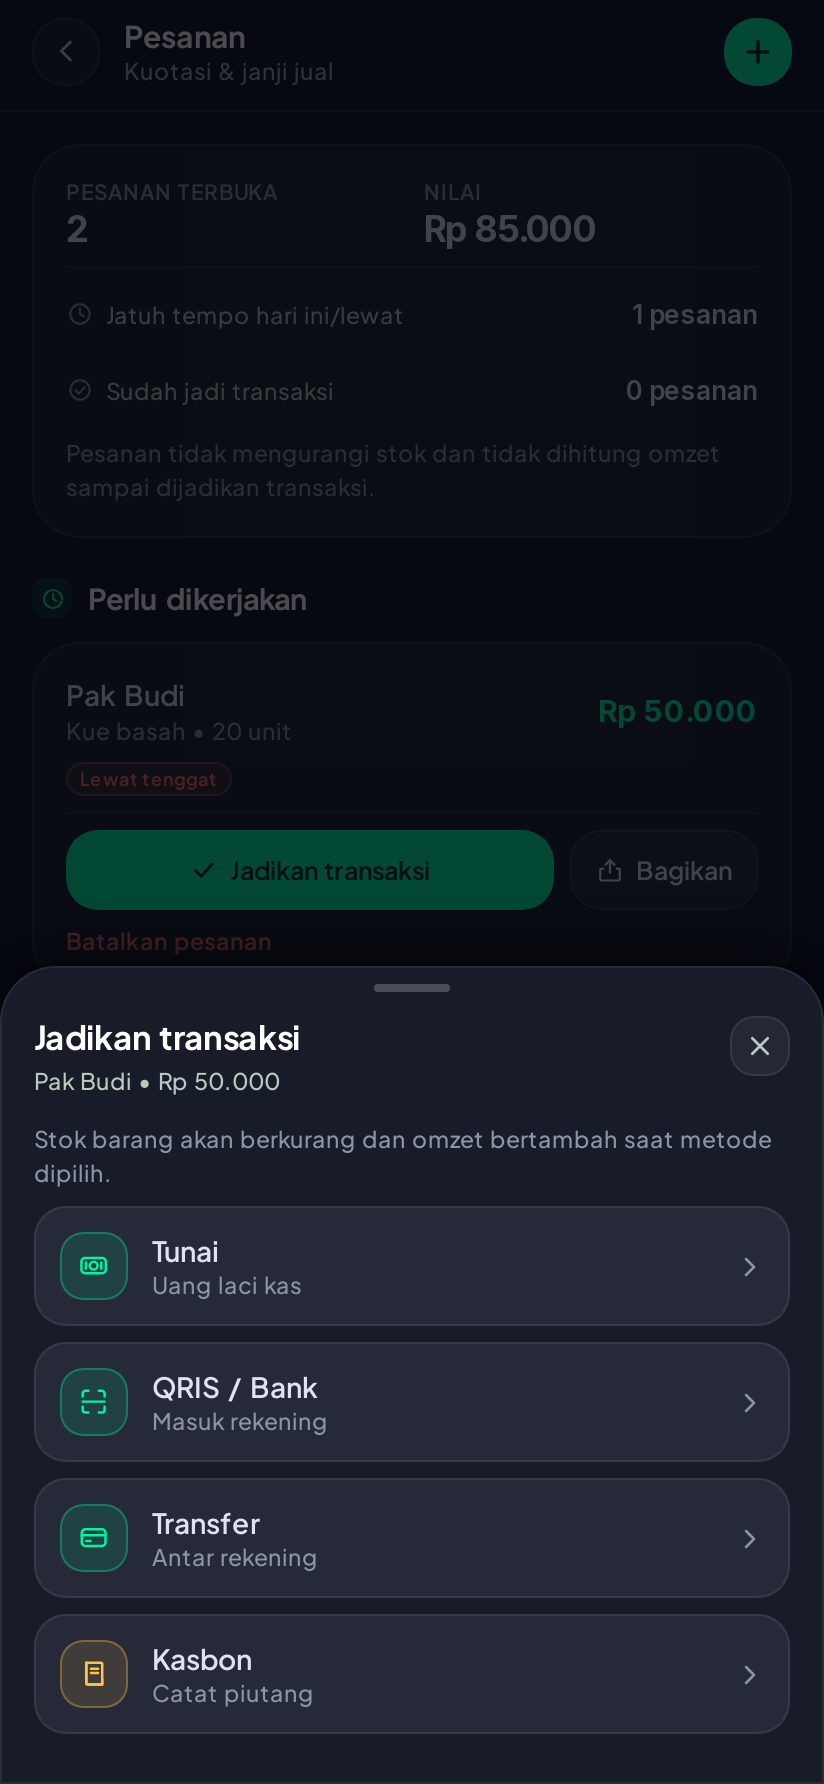 Pesanan
Kuotasi & janji jual
PESANAN TERBUKA
2
NILAI
Rp 85.000
Jatuh tempo hari ini/lewat
1 pesanan
Sudah jadi transaksi
0 pesanan
Pesanan tidak mengurangi stok dan tidak dihitung omzet
sampai dijadikan transaksi.
Perlu dikerjakan
Pak Budi
Kue basah • 20 unit
Rp 50.000
Lewat tenggat
Jadikan transaksi
Bagikan
Batalkan pesanan
Jadikan transaksi
Pak Budi • Rp 50.000
Stok barang akan berkurang dan omzet bertambah saat metode
dipilih.
Tunai
Uang laci kas
QRIS / Bank
Masuk rekening
Transfer
Antar rekening
Kasbon
Catat piutang